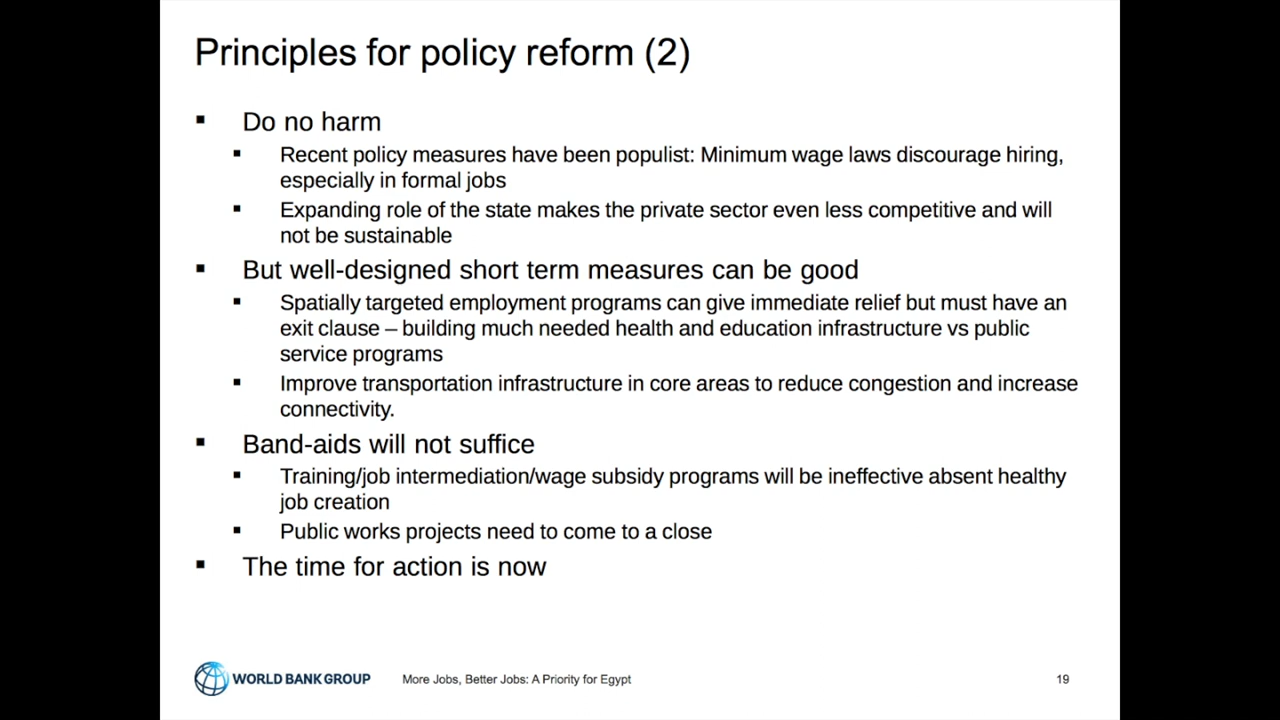 Principles for policy reform (2)
▪ Do no harm
▪ Recent policy measures have been populist: Minimum wage laws discourage hiring,
especially in formal jobs
▪ Expanding role of the state makes the private sector even less competitive and will
not be sustainable
▪ But well-designed short term measures can be good
▪ Spatially targeted employment programs can give immediate relief but must have an
exit clause – building much needed health and education infrastructure vs public
service programs
▪ Improve transportation infrastructure in core areas to reduce congestion and increase
connectivity.
▪ Band-aids will not suffice
▪ Training/job intermediation/wage subsidy programs will be ineffective absent healthy
job creation
▪ Public works projects need to come to a close
▪ The time for action is now
WORLD BANK GROUP
More Jobs, Better Jobs: A Priority for Egypt
19